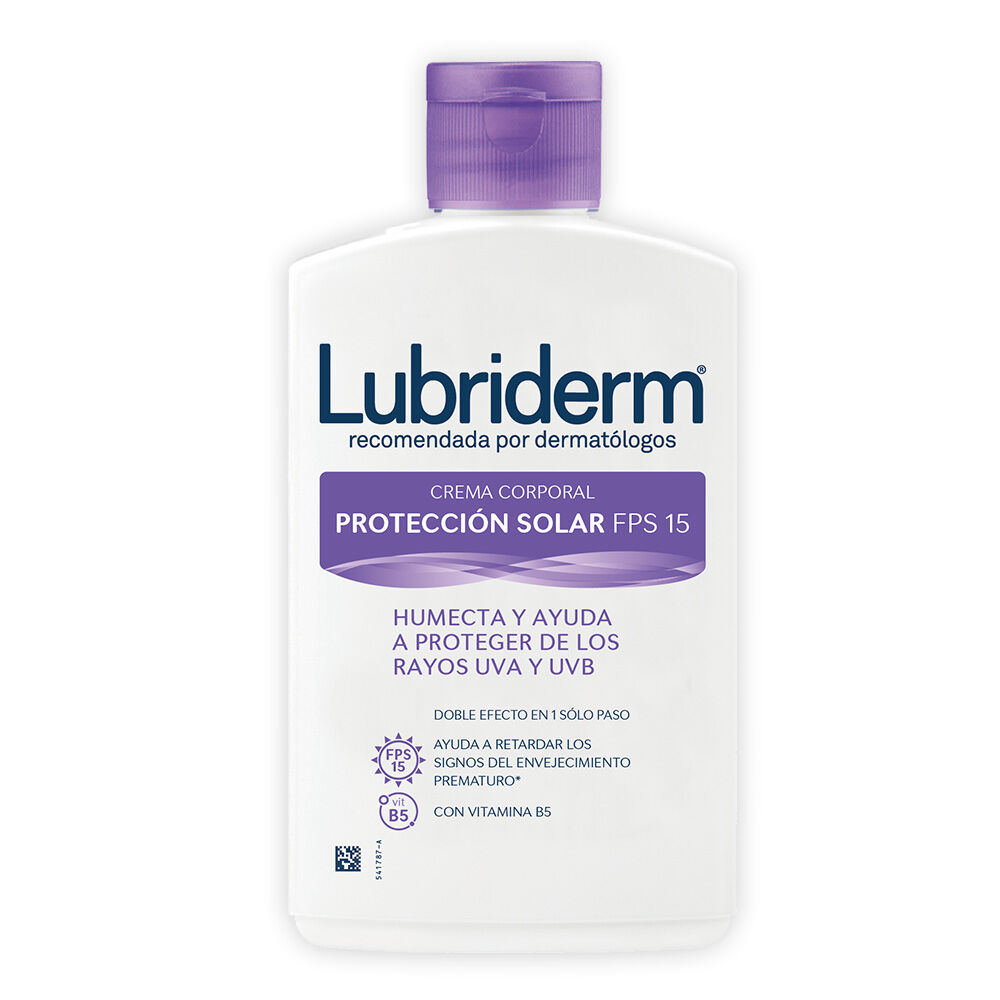 Lubriderm®
recomendada por dermatólogos
CREMA CORPORAL
PROTECCIÓN SOLAR FPS 15
HUMECTA Y AYUDA
A PROTEGER DE LOS
RAYOS UVA Y UVB
DOBLE EFECTO EN 1 SÓLO PASO
FPS
15
AYUDA A RETARDAR LOS
SIGNOS DEL ENVEJECIMIENTO
PREMATURO*
vit
B5
CON VITAMINA B5
541787-A